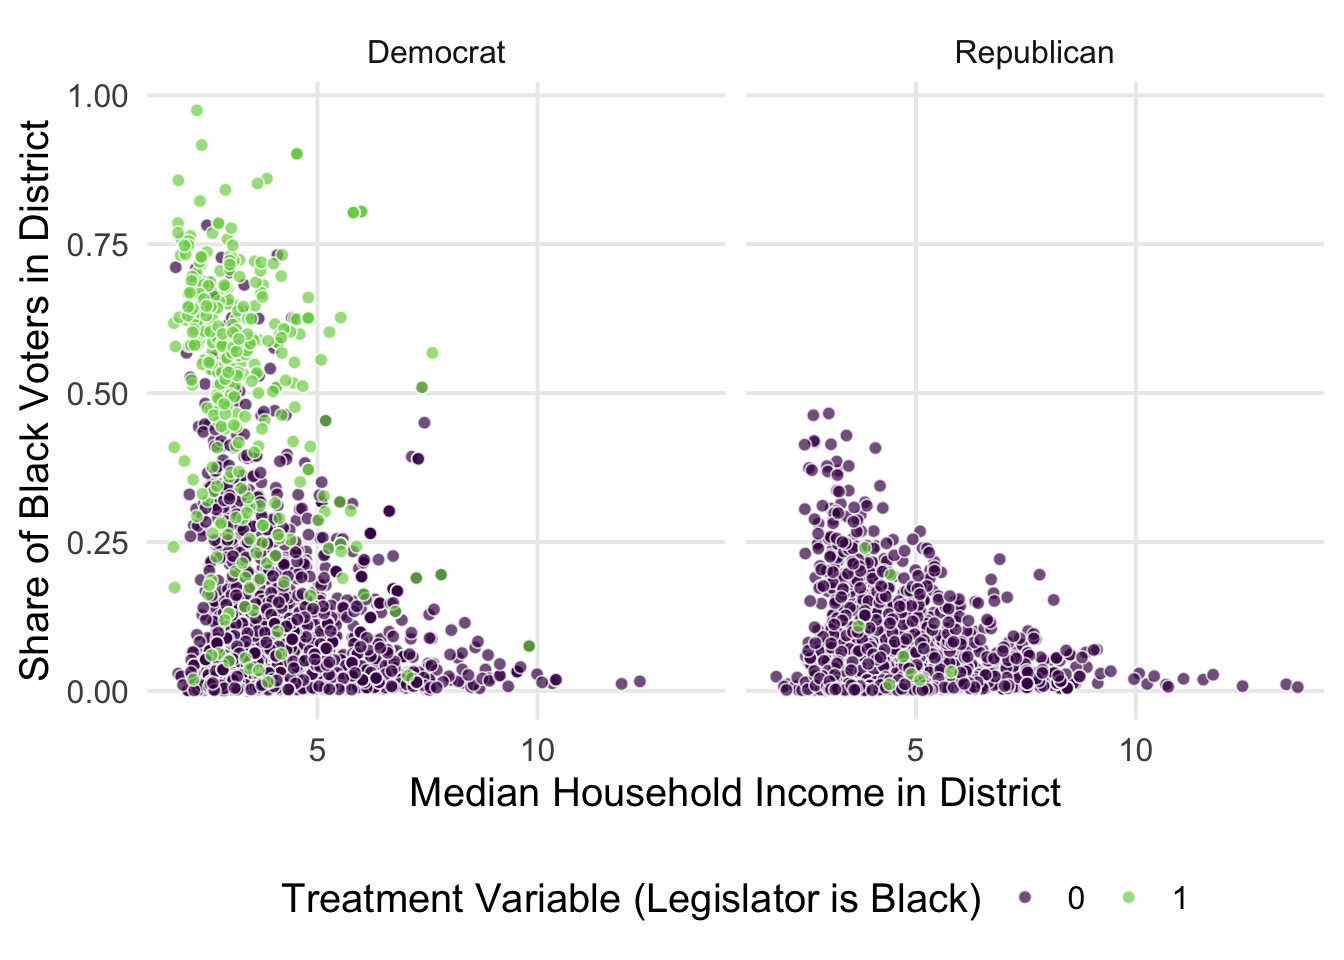 Democrat
Republican
Share of Black Voters in District
1.00
0.75
0.50
0.25
0.00
5
10
5
10
Median Household Income in District
Treatment Variable (Legislator is Black) 0 1